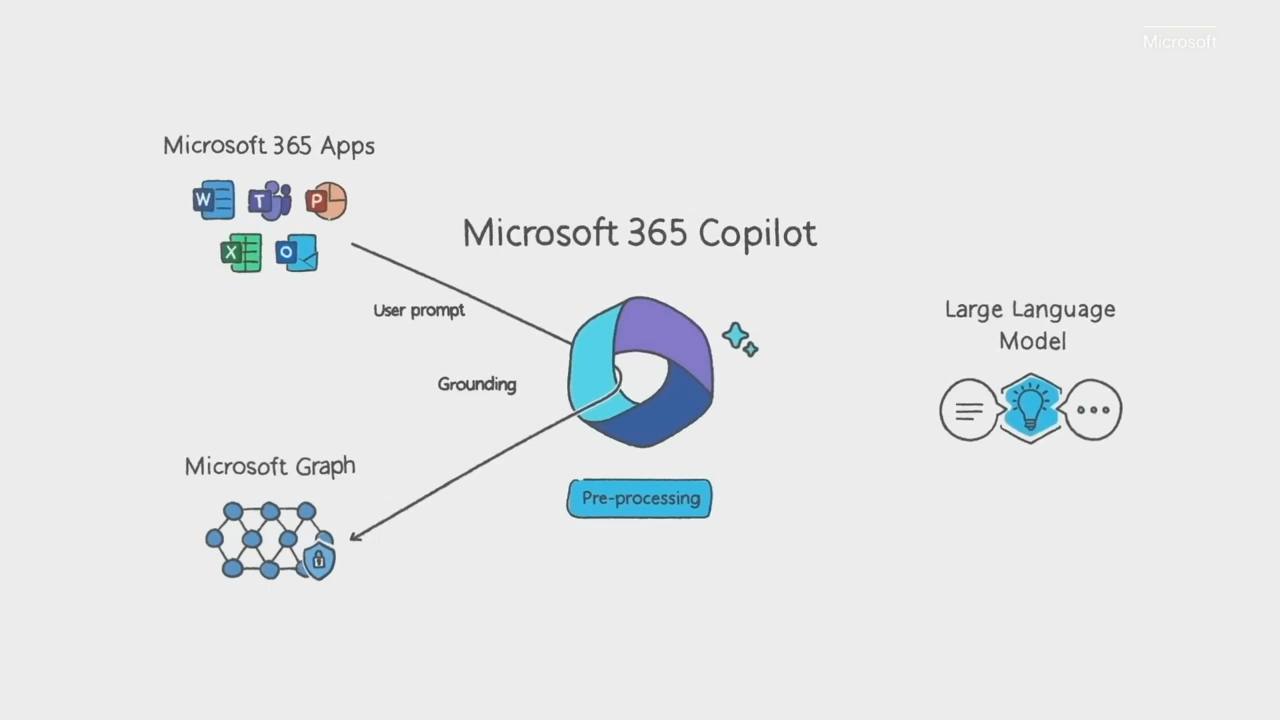 Microsoft
Microsoft 365 Apps
W
T
P
X
O
Microsoft 365 Copilot
User prompt
Large Language
Model
Grounding
Microsoft Graph
Pre-processing